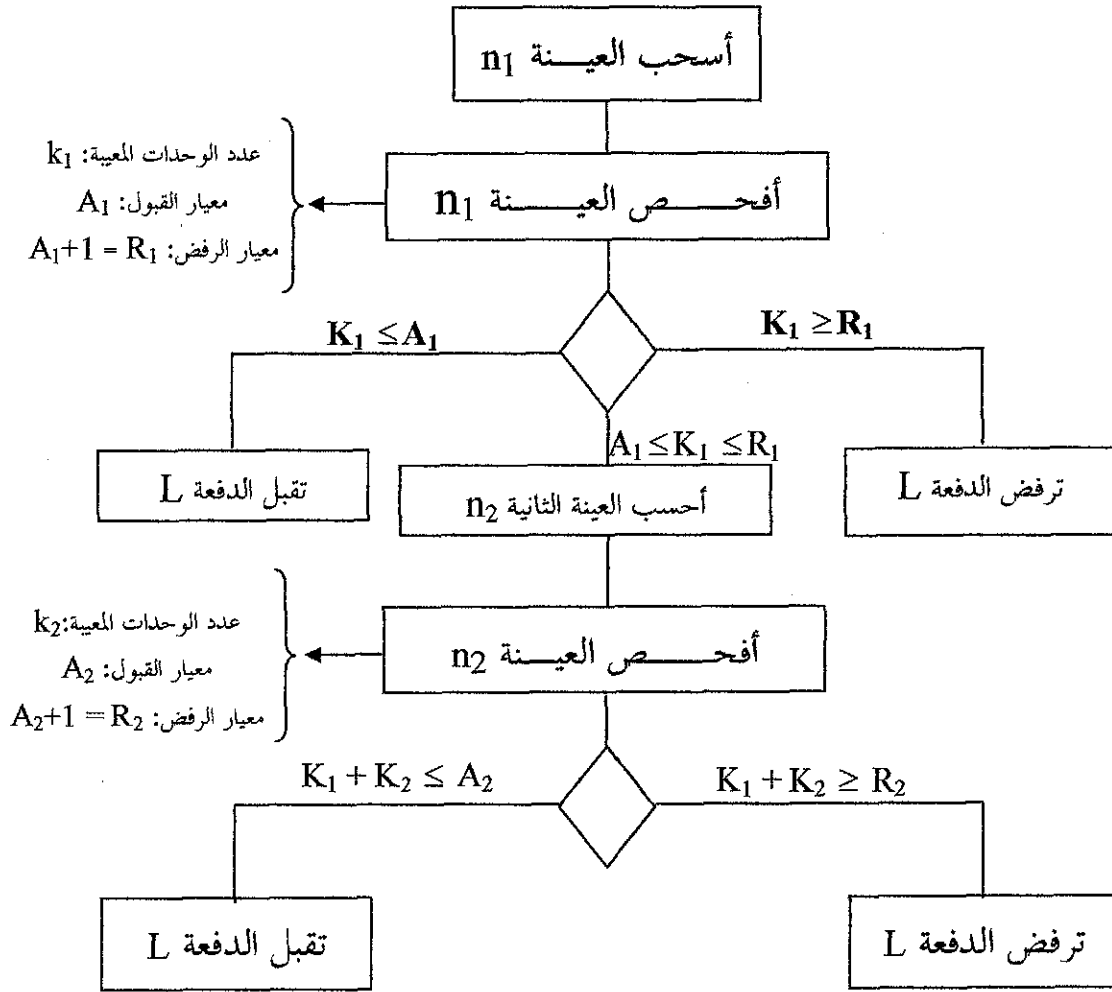 أسحب العينة n1
عدد الوحدات المعيبة: k1
معيار القبول: A1
معيار الرفض: A1+1 = R1
أفحص العينة n1
K1 ≤A1
K1 ≥R1
A1 ≤K1 ≤R1
تقبل الدفعة L
أحسب العينة الثانية n2
ترفض الدفعة L
عدد الوحدات المعيبة:k2
معيار القبول: A2
معيار الرفض: A2+1 = R2
أفحص العينة n2
K1 + K2 ≤ A2
K1 + K2 ≥ R2
تقبل الدفعة L
ترفض الدفعة L